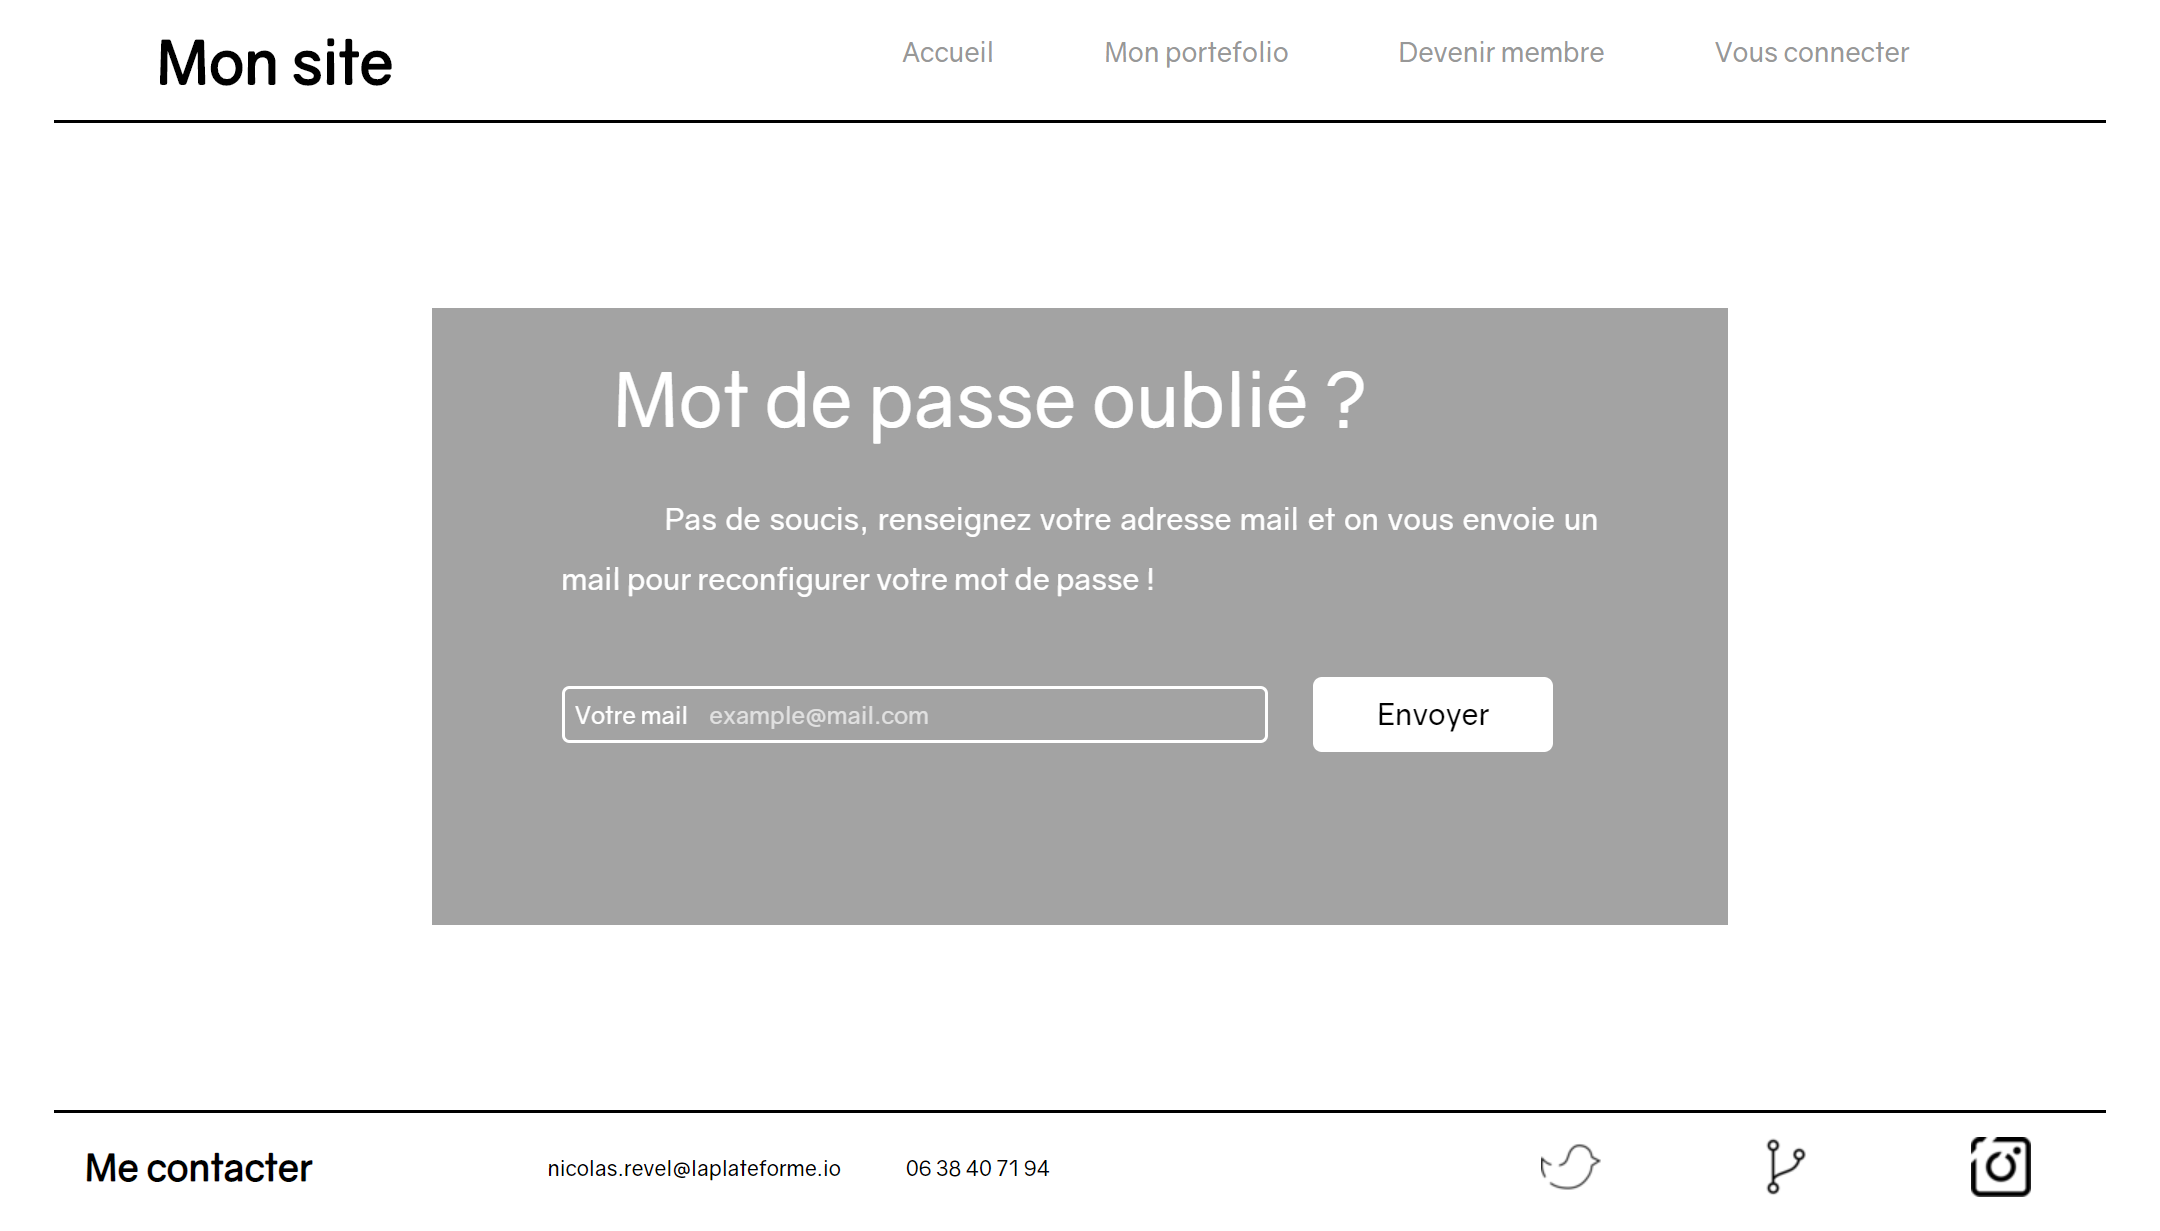 Mon site
Accueil
Mon portefolio
Devenir membre
Vous connecter
Mot de passe oublié ?
Pas de soucis, renseignez votre adresse mail et on vous envoie un
mail pour reconfigurer votre mot de passe !
Votre mail example@mail.com
Envoyer
Me contacter
nicolas.revel@laplateforme.io
06 38 40 71 94